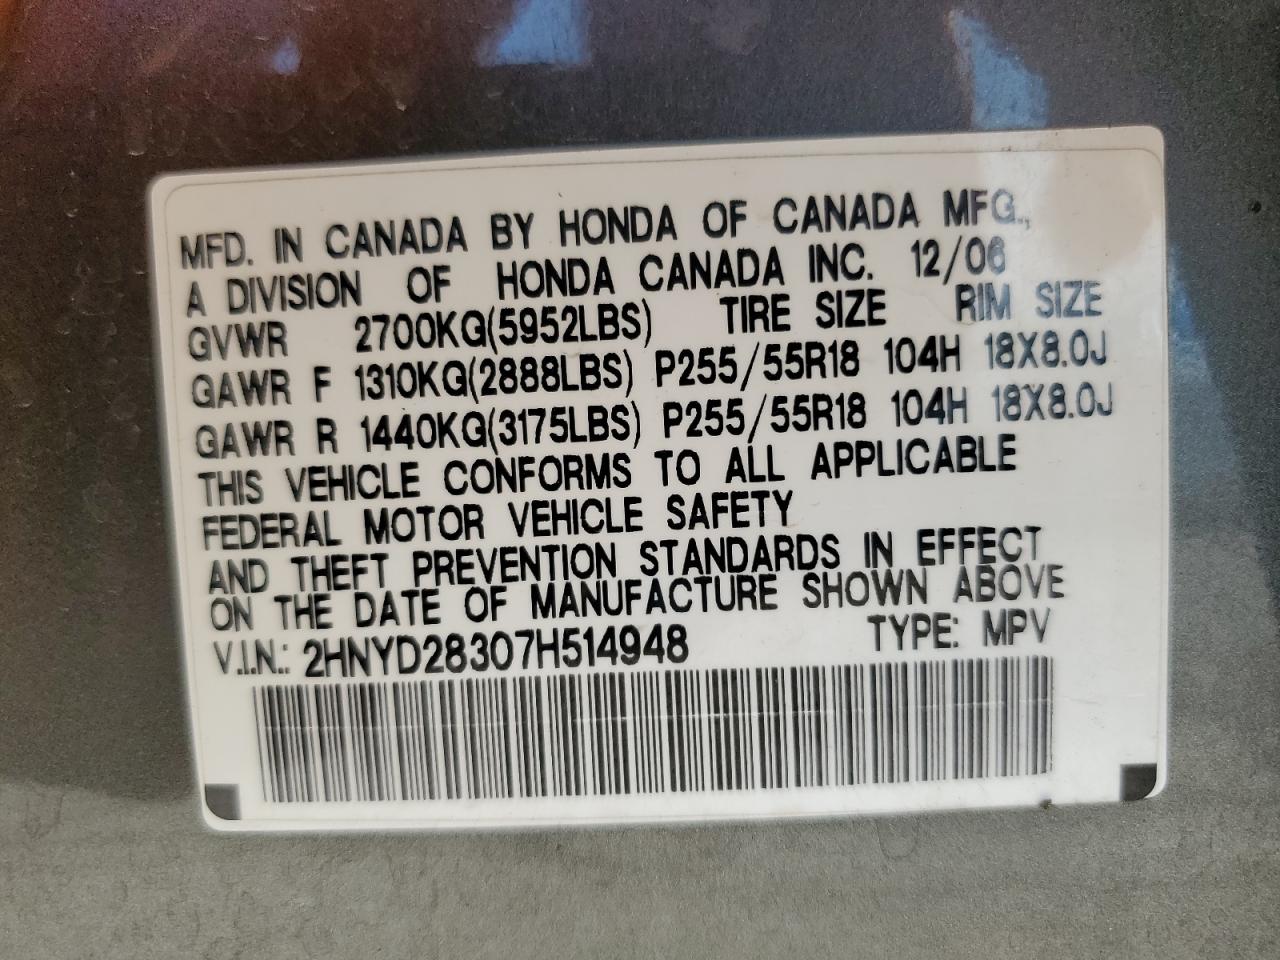 MFD. IN CANADA BY HONDA OF CANADA MFG.,
A DIVISION OF HONDA CANADA INC. 12/06
GVWR 2700KG(5952LBS) TIRE SIZE RIM SIZE
GAWR F 1310KG(2888LBS) P255/55R18 104H 18X8.0J
GAWR R 1440KG(3175LBS) P255/55R18 104H 18X8.0J
THIS VEHICLE CONFORMS TO ALL APPLICABLE
FEDERAL MOTOR VEHICLE SAFETY
AND THEFT PREVENTION STANDARDS IN EFFECT
ON THE DATE OF MANUFACTURE SHOWN ABOVE
V.I.N.: 2HNYD28307H514948 TYPE: MPV